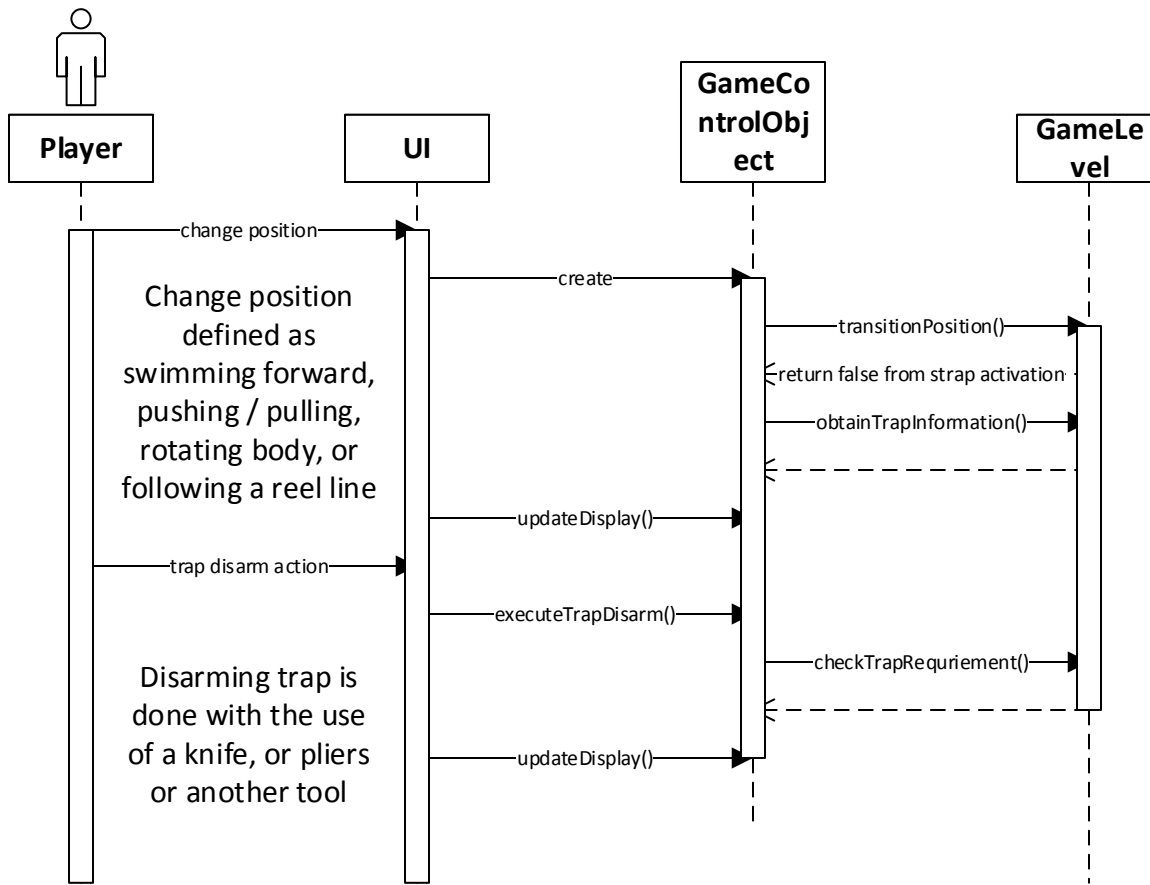 Player
UI
GameCo
ntrolObj
ect
GameLe
vel
change position
create
Change position
defined as
swimming forward,
pushing / pulling,
rotating body, or
following a reel line
transitionPosition()
return false from strap activation
obtainTrapInformation()
updateDisplay()
trap disarm action
executeTrapDisarm()
checkTrapRequriement()
Disarming trap is
done with the use
of a knife, or pliers
or another tool
updateDisplay()